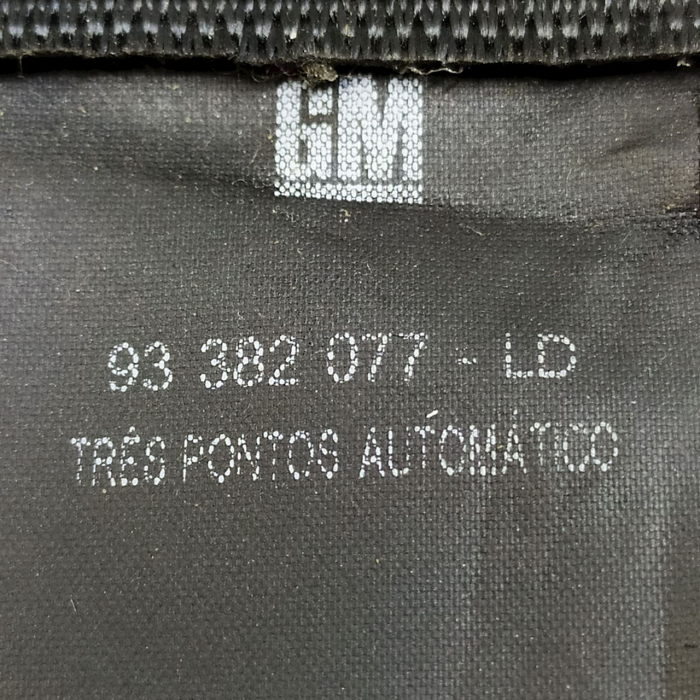 GM
93 382 077 - LD
TRÊS PONTOS AUTOMÁTICO